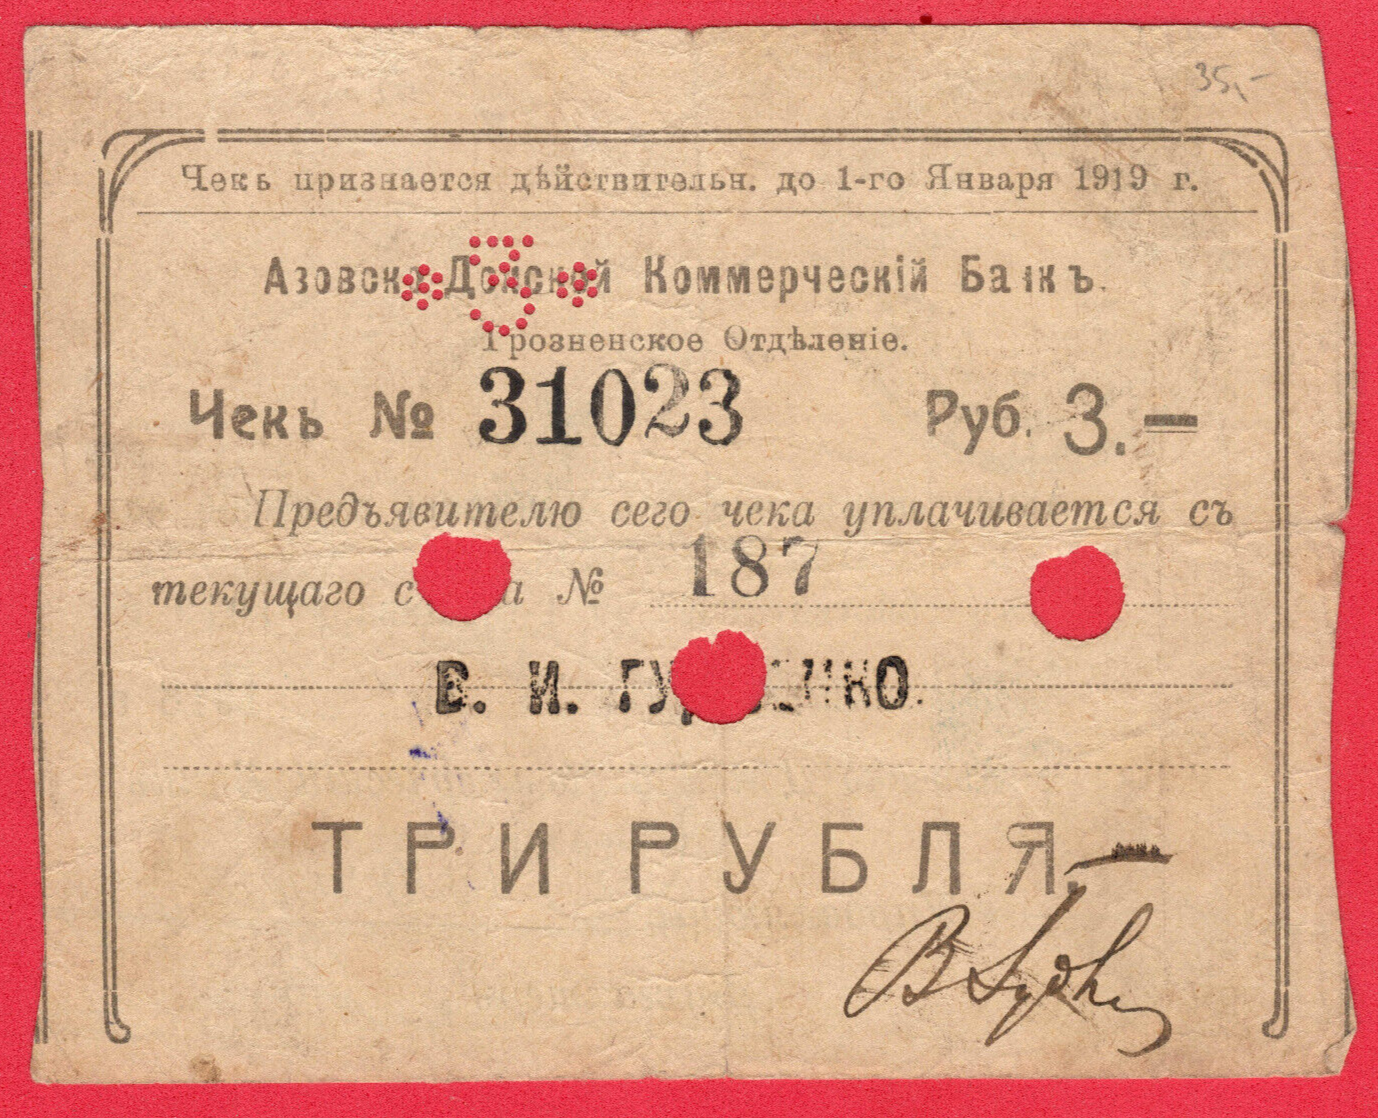 35,-
Чекъ признается дѣйствительн. до 1-го Января 1919 г.
Азовско-Донской Коммерческій Банкъ.
Грозненское Отдѣленіе.
Чекъ № 31023 Руб. 3.—
Предъявителю сего чека уплачивается съ
текущаго счета № 187
В. И.
ТРИ РУБЛЯ.—